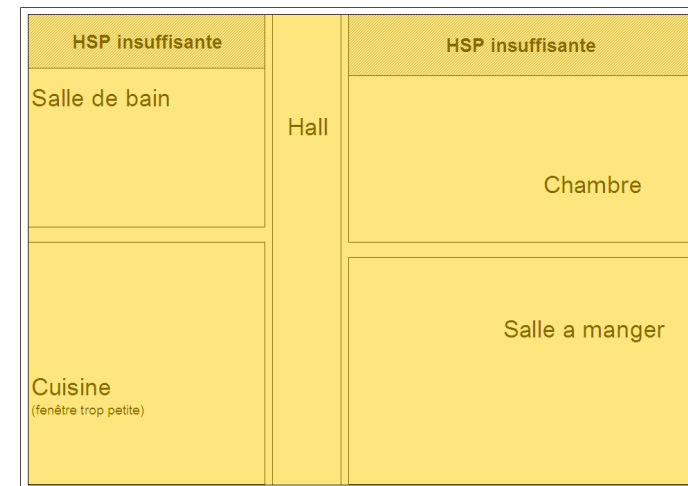 HSP insuffisante
HSP insuffisante
Salle de bain
Hall
Chambre
Salle a manger
Cuisine
(fenêtre trop petite)